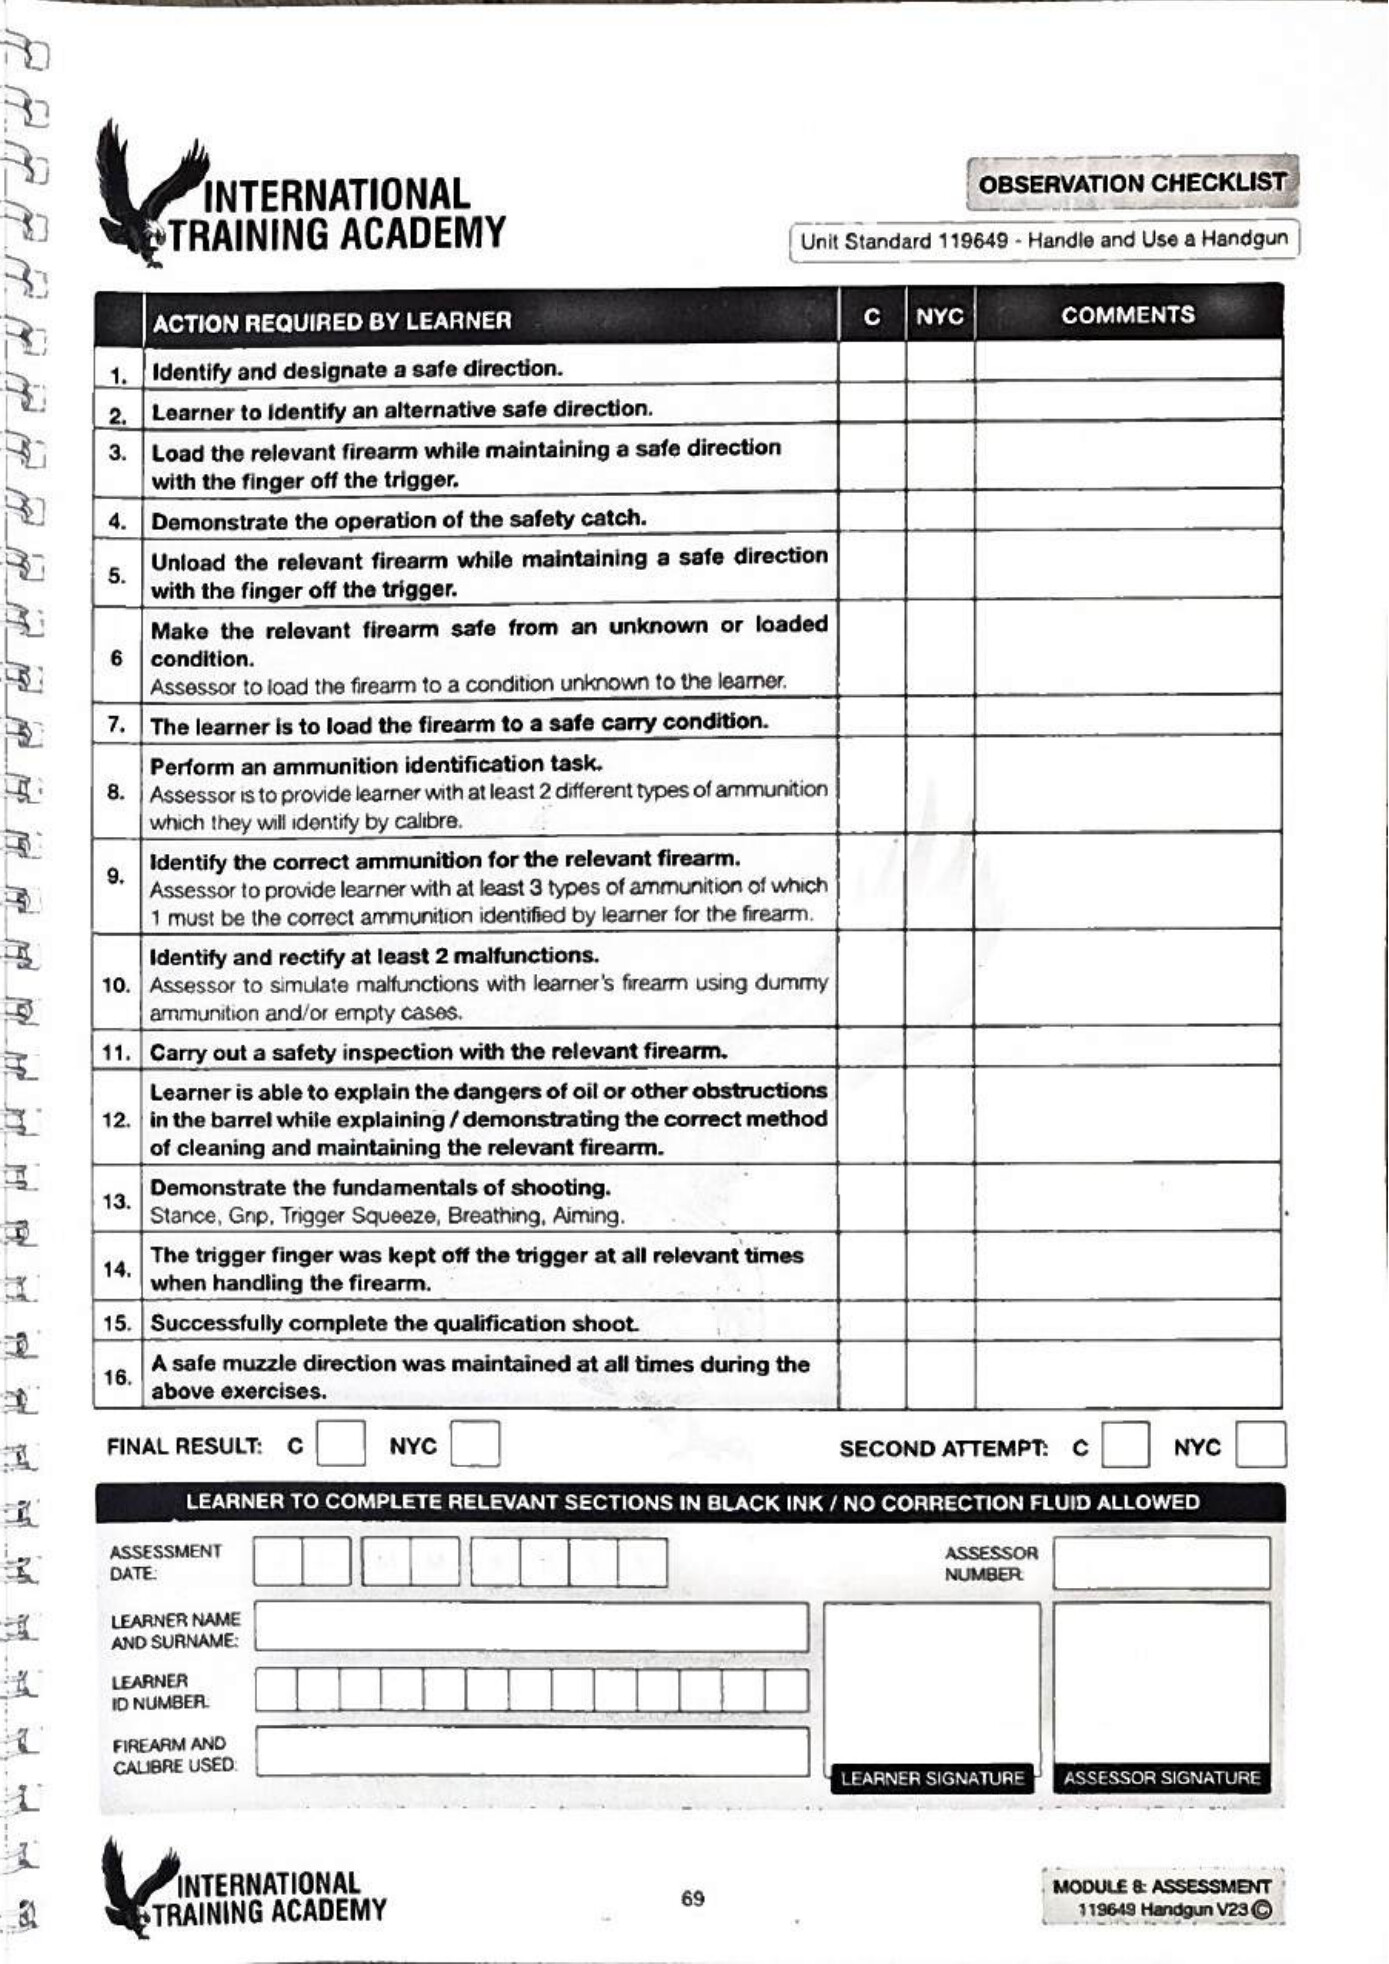 INTERNATIONAL
TRAINING ACADEMY
OBSERVATION CHECKLIST
Unit Standard 119649 - Handle and Use a Handgun
ACTION REQUIRED BY LEARNER C NYC COMMENTS
1. Identify and designate a safe direction.
2. Learner to identify an alternative safe direction.
3. Load the relevant firearm while maintaining a safe direction
with the finger off the trigger.
4. Demonstrate the operation of the safety catch.
5. Unload the relevant firearm while maintaining a safe direction
with the finger off the trigger.
Make the relevant firearm safe from an unknown or loaded
6 condition.
Assessor to load the firearm to a condition unknown to the learner.
7. The learner is to load the firearm to a safe carry condition.
Perform an ammunition identification task.
8. Assessor is to provide learner with at least 2 different types of ammunition
which they will identify by calibre.
Identify the correct ammunition for the relevant firearm.
9. Assessor to provide learner with at least 3 types of ammunition of which
1 must be the correct ammunition identified by learner for the firearm.
Identify and rectify at least 2 malfunctions.
10. Assessor to simulate malfunctions with learner's firearm using dummy
ammunition and/or empty cases.
11. Carry out a safety inspection with the relevant firearm.
Learner is able to explain the dangers of oil or other obstructions
12. in the barrel while explaining / demonstrating the correct method
of cleaning and maintaining the relevant firearm.
13. Demonstrate the fundamentals of shooting.
Stance, Grip, Trigger Squeeze, Breathing, Aiming.
14. The trigger finger was kept off the trigger at all relevant times
when handling the firearm.
15. Successfully complete the qualification shoot.
16. A safe muzzle direction was maintained at all times during the
above exercises.
FINAL RESULT: C NYC SECOND ATTEMPT: C NYC
LEARNER TO COMPLETE RELEVANT SECTIONS IN BLACK INK / NO CORRECTION FLUID ALLOWED
ASSESSMENT
DATE:
ASSESSOR
NUMBER:
LEARNER NAME
AND SURNAME:
LEARNER
ID NUMBER:
FIREARM AND
CALIBRE USED:
LEARNER SIGNATURE ASSESSOR SIGNATURE
INTERNATIONAL
TRAINING ACADEMY
69
MODULE 8: ASSESSMENT
119649 Handgun V23 ©